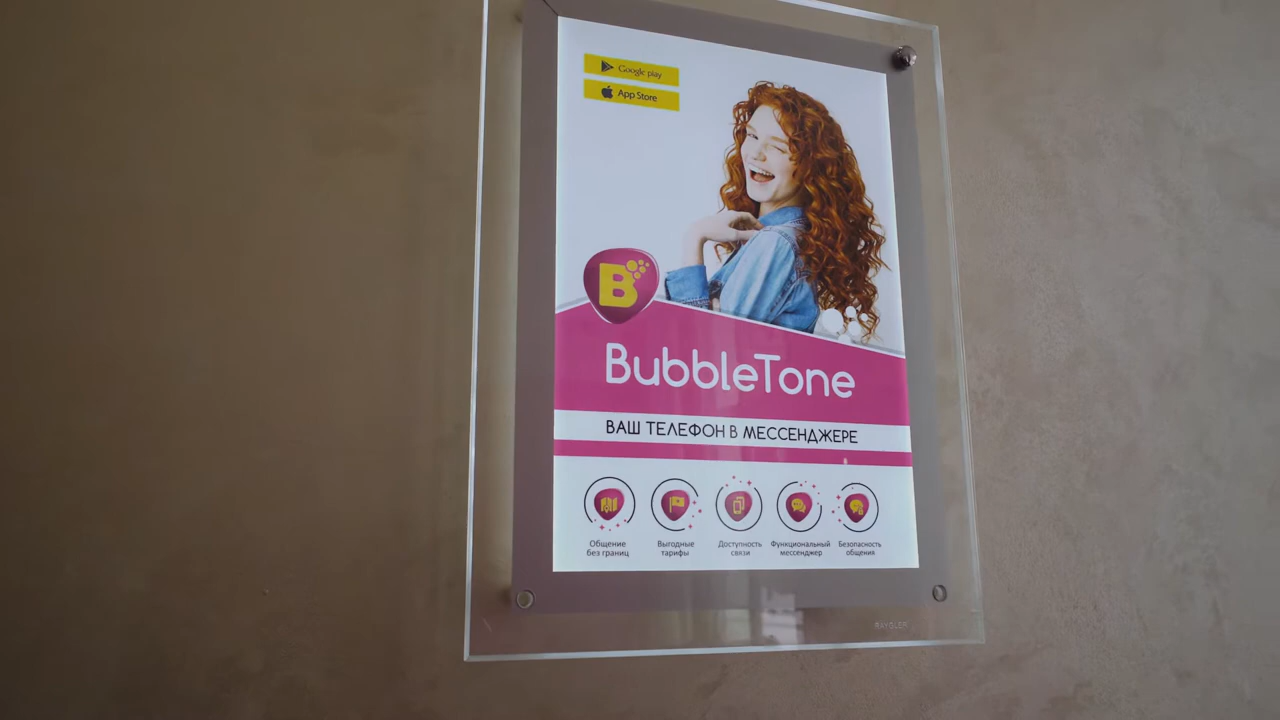 Google play
App Store
B
BubbleTone
ВАШ ТЕЛЕФОН В МЕССЕНДЖЕРЕ
Общение
без границ
Выгодные
тарифы
Доступность
связи
Функциональный
мессенджер
Безопасность
общения